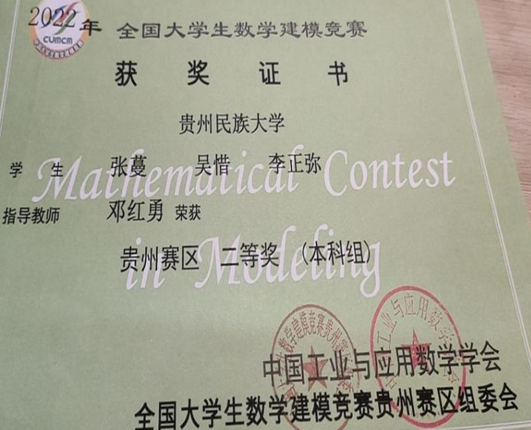 2022年 全国大学生数学建模竞赛
CUMCM
获奖证书
贵州民族大学
学生 张蔓 吴惜 李正弥
Mathematical Contest
指导教师 邓红勇 荣获
贵州赛区 二等奖 (本科组)
in Modeling
中国工业与应用数学学会
全国大学生数学建模竞赛贵州赛区组委会